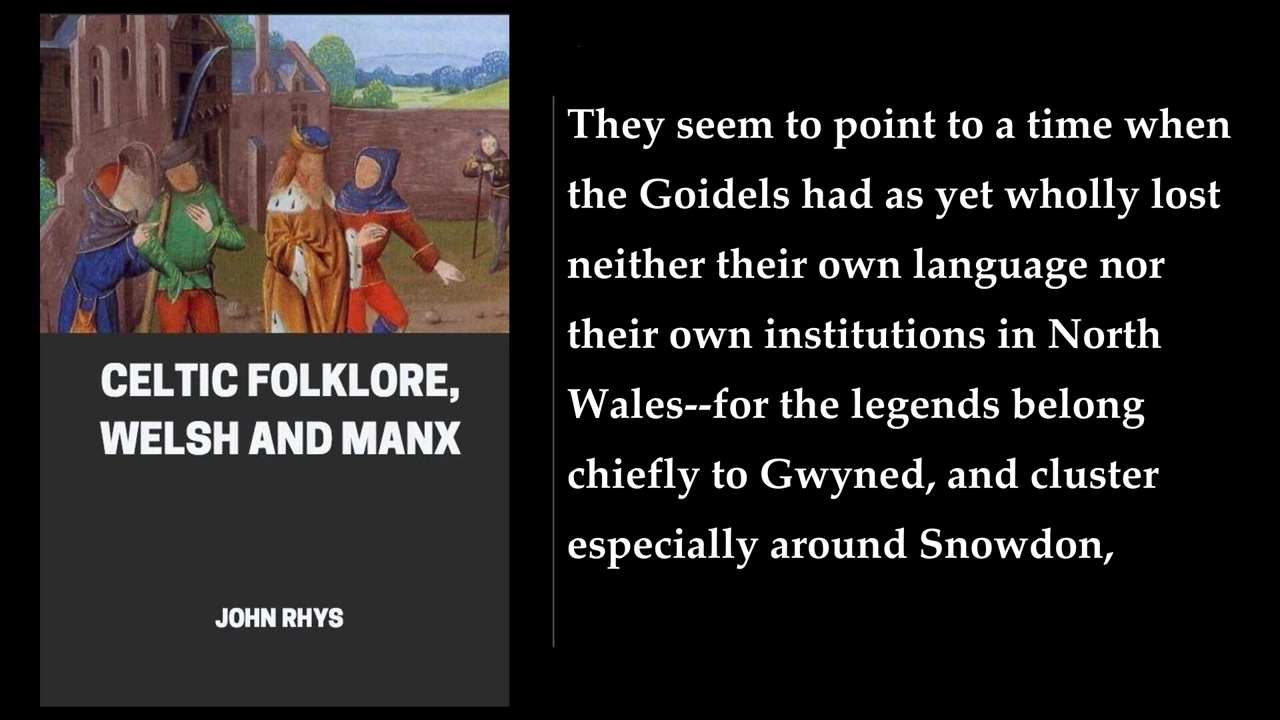 CELTIC FOLKLORE,
WELSH AND MANX
JOHN RHYS
They seem to point to a time when
the Goidels had as yet wholly lost
neither their own language nor
their own institutions in North
Wales--for the legends belong
chiefly to Gwyned, and cluster
especially around Snowdon,